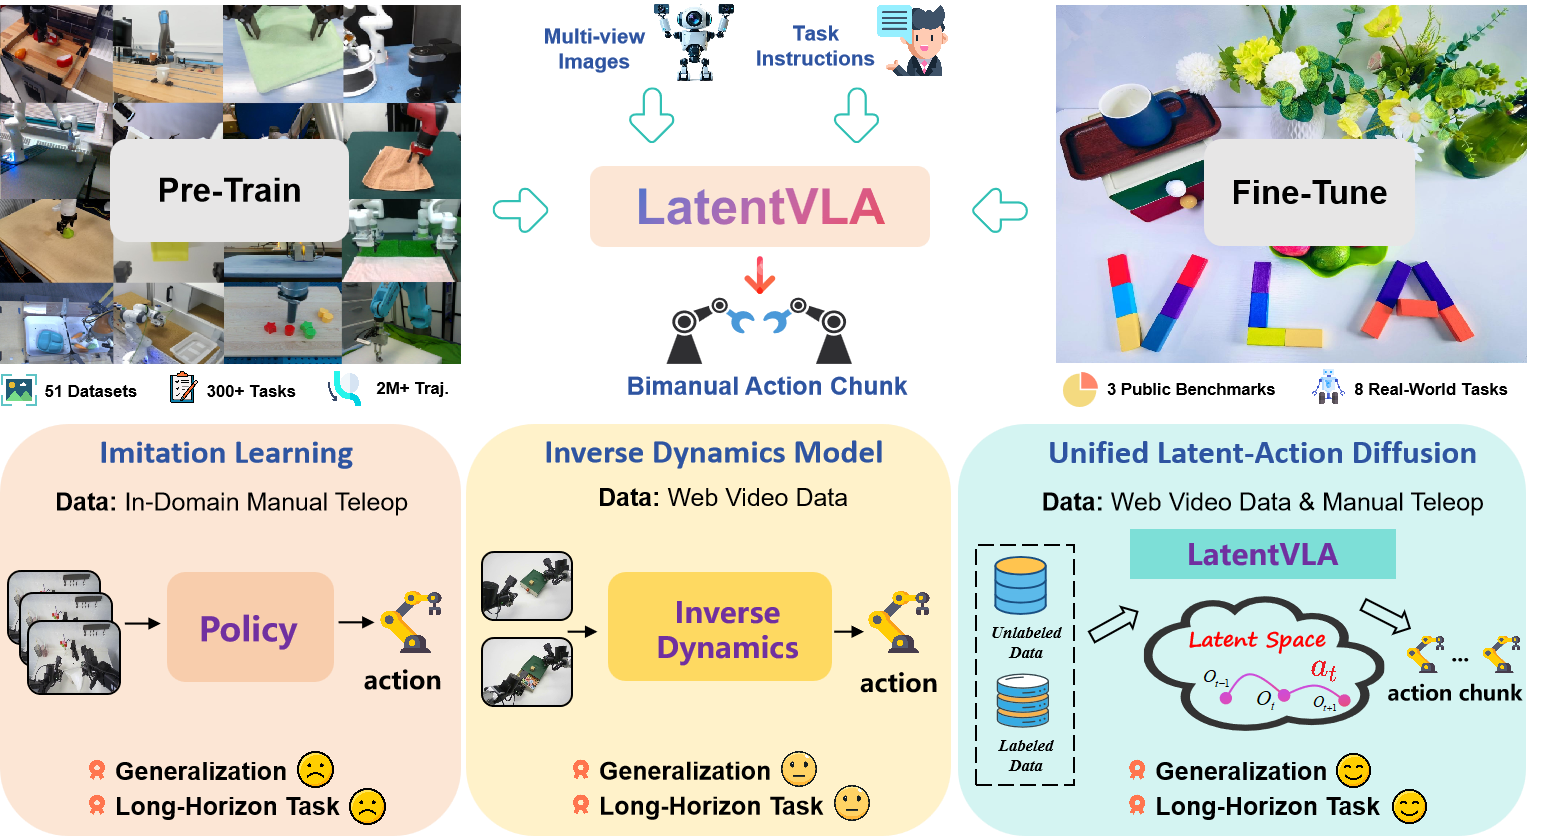 Multi-view
Images
Task
Instructions
Pre-Train
LatentVLA
Fine-Tune
VLA
Bimanual Action Chunk
51 Datasets
300+ Tasks
2M+ Traj.
3 Public Benchmarks
8 Real-World Tasks
Imitation Learning
Data: In-Domain Manual Teleop
Policy
action
Generalization
Long-Horizon Task
Inverse Dynamics Model
Data: Web Video Data
Inverse
Dynamics
action
Generalization
Long-Horizon Task
Unified Latent-Action Diffusion
Data: Web Video Data & Manual Teleop
LatentVLA
Unlabeled
Data
Labeled
Data
Latent Space
O_{t-1}
O_t
a_t
O_{t+1}
...
action chunk
Generalization
Long-Horizon Task